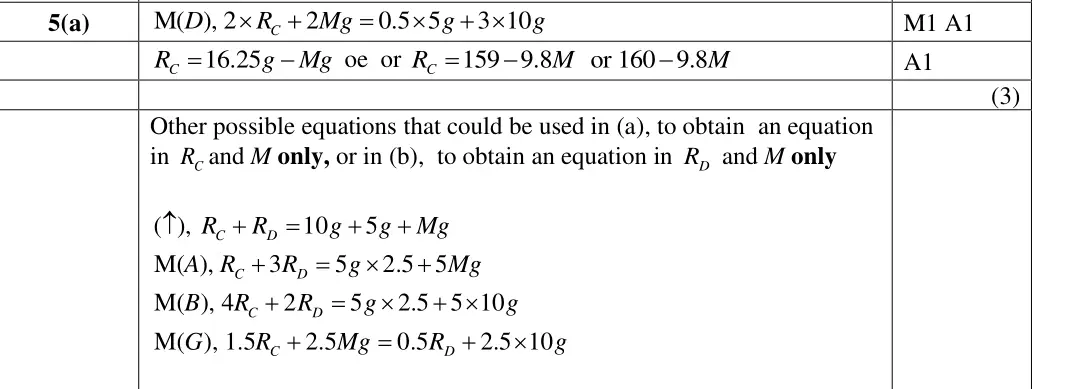 5(a) M(D), 2 × R_C + 2Mg = 0.5 × 5g + 3 × 10g M1 A1
R_C = 16.25g − Mg oe or R_C = 159 − 9.8M or 160 − 9.8M A1
(3)
Other possible equations that could be used in (a), to obtain an equation
in R_C and M only, or in (b), to obtain an equation in R_D and M only
(↑), R_C + R_D = 10g + 5g + Mg
M(A), R_C + 3R_D = 5g × 2.5 + 5Mg
M(B), 4R_C + 2R_D = 5g × 2.5 + 5 × 10g
M(G), 1.5R_C + 2.5Mg = 0.5R_D + 2.5 × 10g